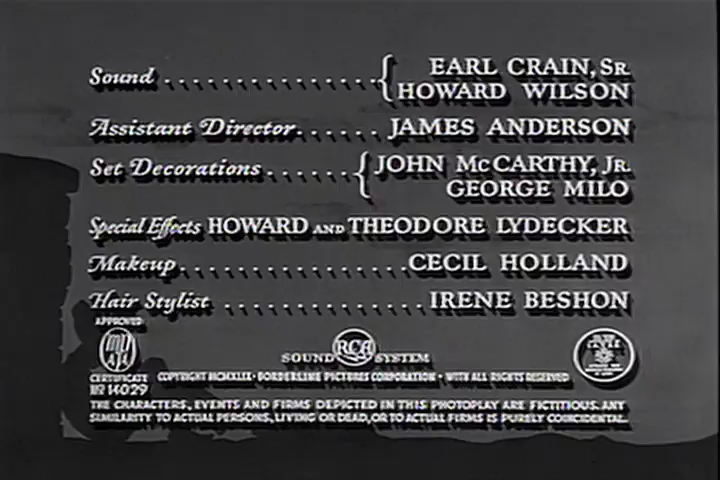 Sound ............... { EARL CRAIN, SR.
HOWARD WILSON
Assistant Director...... JAMES ANDERSON
Set Decorations ...... { JOHN McCARTHY, JR.
GEORGE MILO
Special Effects HOWARD AND THEODORE LYDECKER
Makeup................ CECIL HOLLAND
Hair Stylist .............. IRENE BESHON
APPROVED
CERTIFICATE
Nº 14029
SOUND RCA SYSTEM
COPYRIGHT MCMXLIX · BORDERLINE PICTURES CORPORATION · WITH ALL RIGHTS RESERVED
THE CHARACTERS, EVENTS AND FIRMS DEPICTED IN THIS PHOTOPLAY ARE FICTITIOUS. ANY
SIMILARITY TO ACTUAL PERSONS, LIVING OR DEAD, OR TO ACTUAL FIRMS IS PURELY COINCIDENTAL.